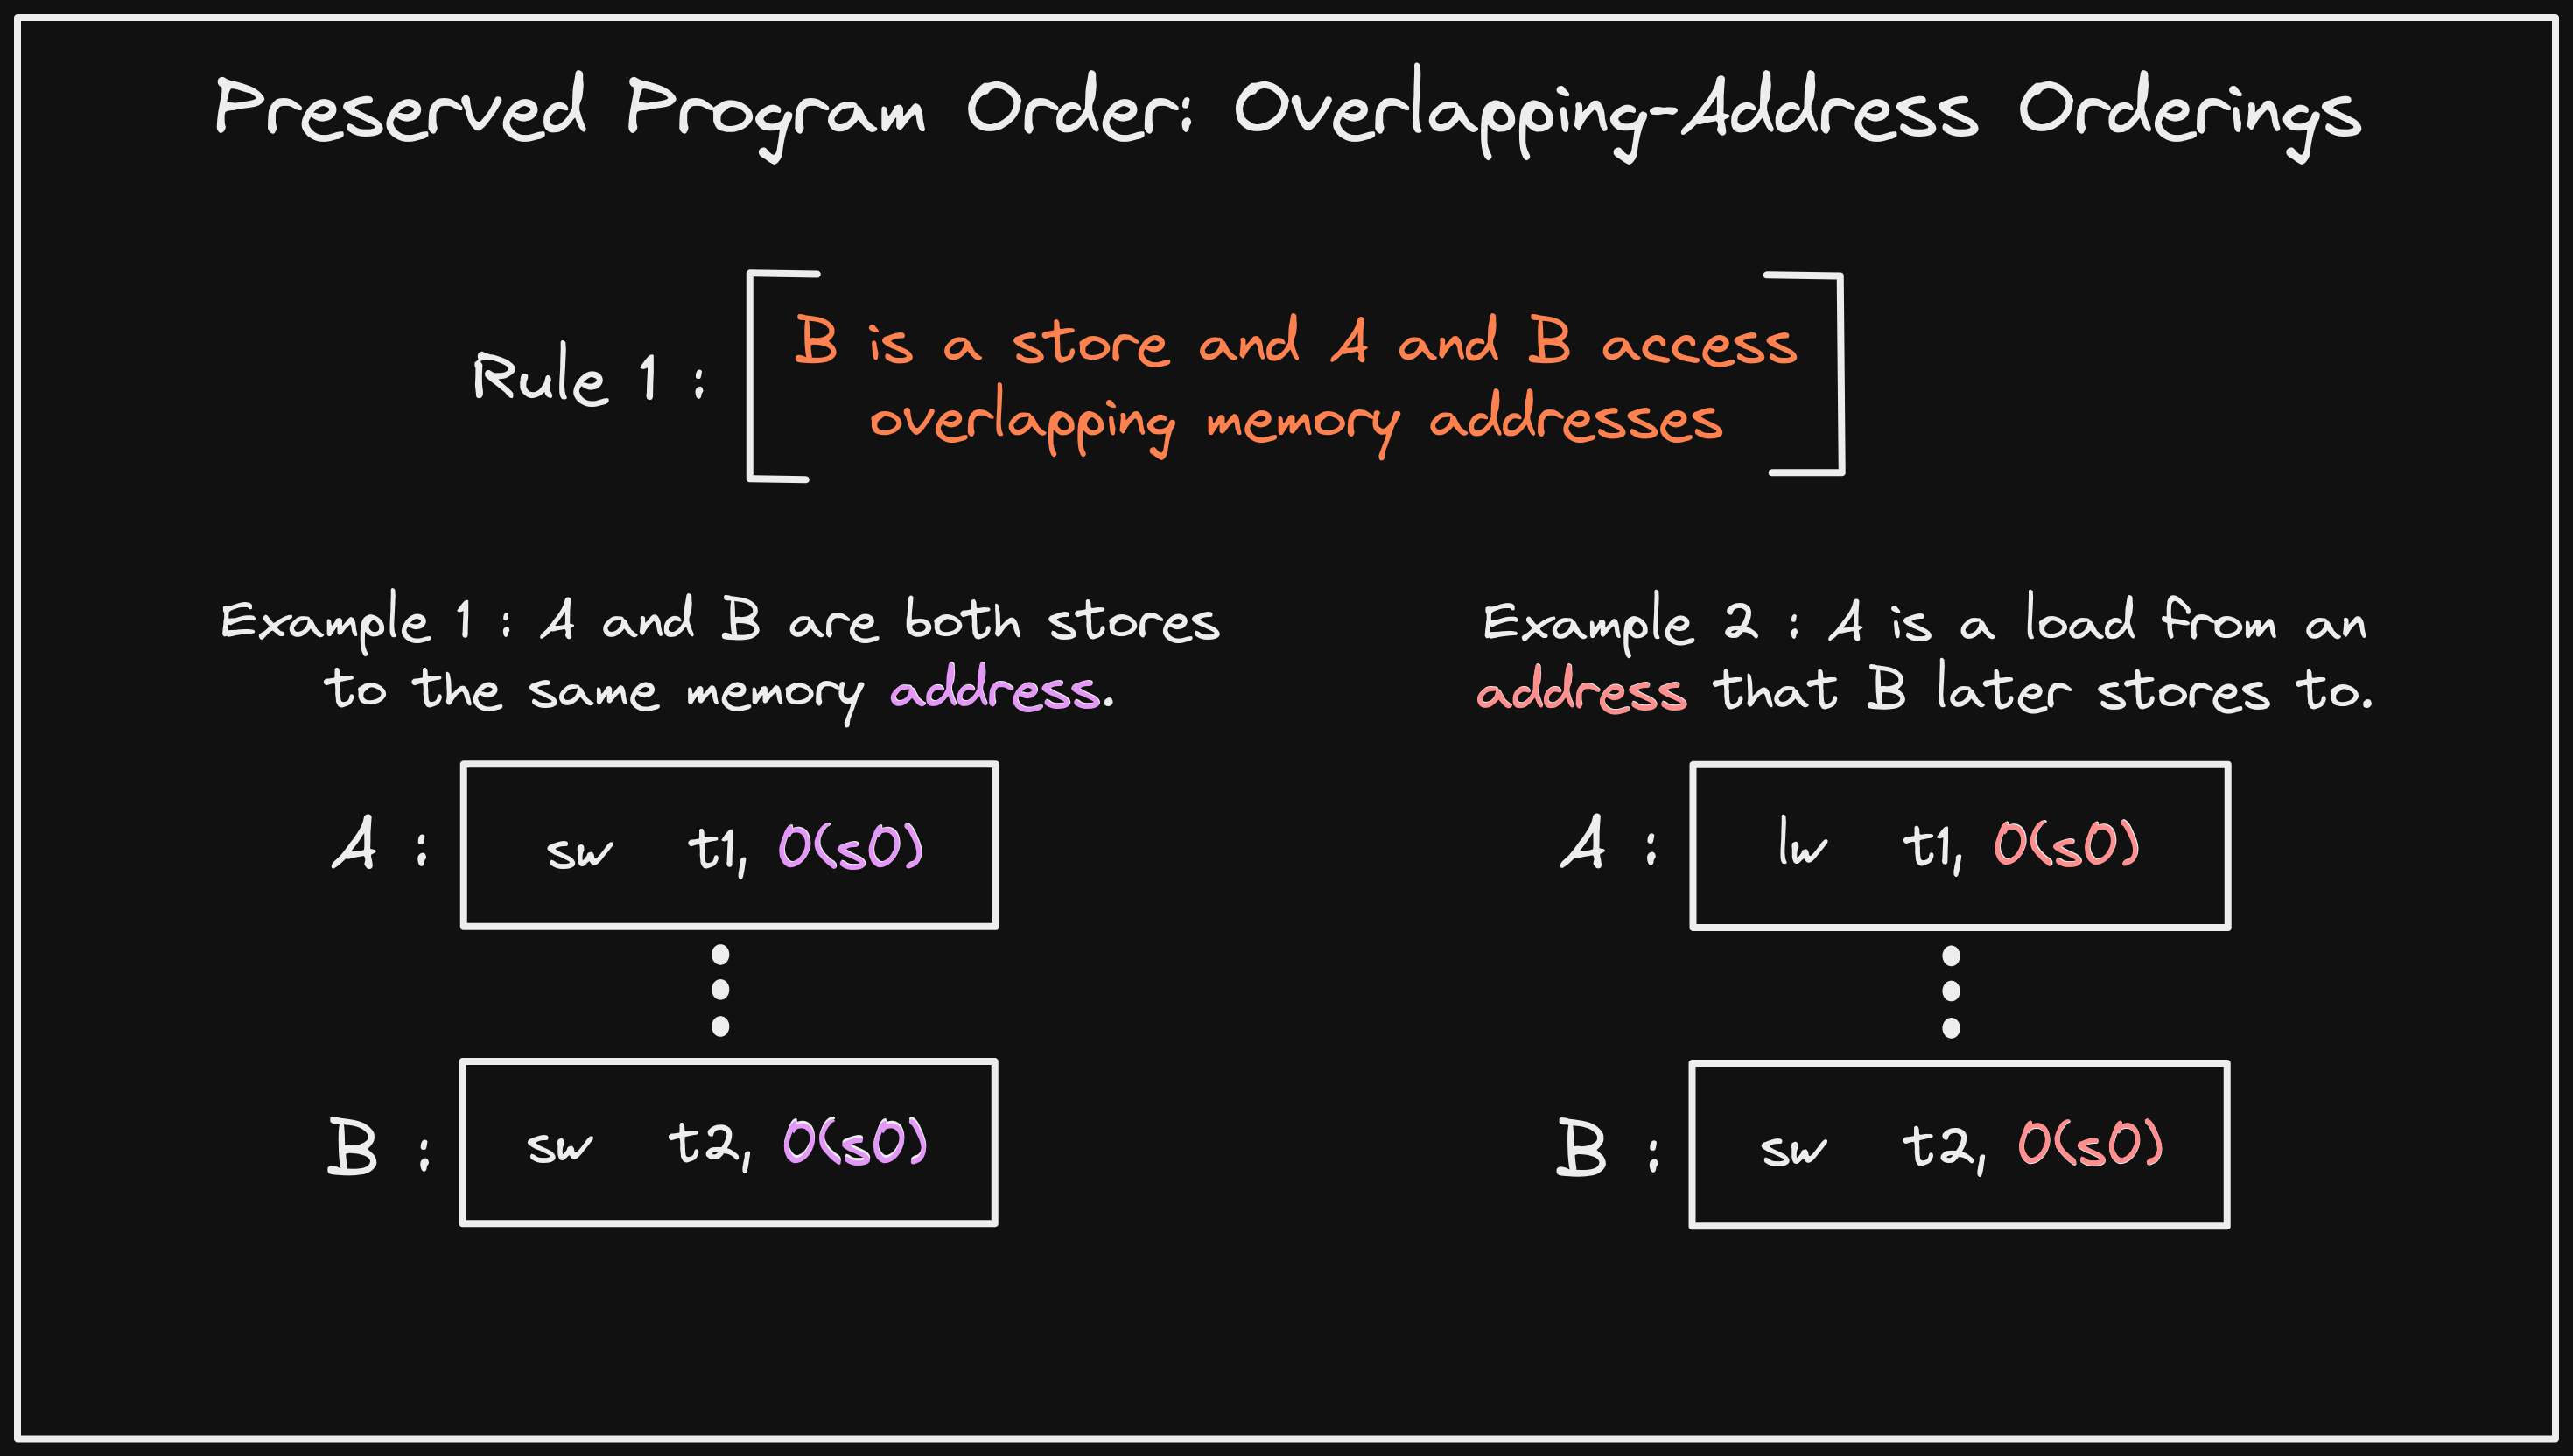 Preserved Program Order: Overlapping-Address Orderings
Rule 1 :
B is a store and A and B access
overlapping memory addresses
Example 1 : A and B are both stores
to the same memory address.
A :
sw t1, 0(s0)
B :
sw t2, 0(s0)
Example 2 : A is a load from an
address that B later stores to.
A :
lw t1, 0(s0)
B :
sw t2, 0(s0)